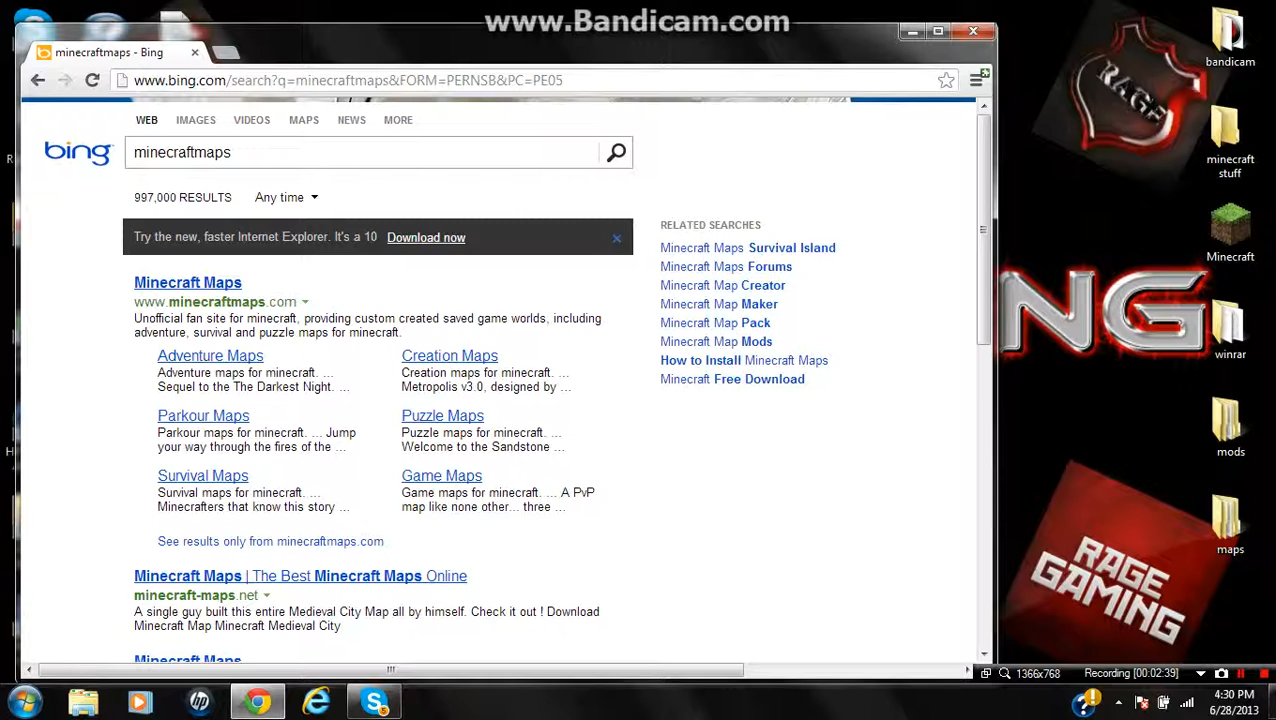 www.Bandicam.com
minecraftmaps - Bing
www.bing.com/search?q=minecraftmaps&FORM=PERNSB&PC=PE05
WEB IMAGES VIDEOS MAPS NEWS MORE
bing minecraftmaps
997,000 RESULTS Any time
Try the new, faster Internet Explorer. It's a 10 Download now
Minecraft Maps
www.minecraftmaps.com
Unofficial fan site for minecraft, providing custom created saved game worlds, including
adventure, survival and puzzle maps for minecraft.
Adventure Maps
Adventure maps for minecraft. ...
Sequel to the The Darkest Night. ...
Creation Maps
Creation maps for minecraft. ...
Metropolis v3.0, designed by ...
Parkour Maps
Parkour maps for minecraft. ... Jump
your way through the fires of the ...
Puzzle Maps
Puzzle maps for minecraft. ...
Welcome to the Sandstone ...
Survival Maps
Survival maps for minecraft. ...
Minecrafters that know this story ...
Game Maps
Game maps for minecraft. ... A PvP
map like none other... three ...
See results only from minecraftmaps.com
Minecraft Maps | The Best Minecraft Maps Online
minecraft-maps.net
A single guy built this entire Medieval City Map all by himself. Check it out ! Download
Minecraft Map Minecraft Medieval City
Minecraft Maps
RELATED SEARCHES
Minecraft Maps Survival Island
Minecraft Maps Forums
Minecraft Map Creator
Minecraft Map Maker
Minecraft Map Pack
Minecraft Map Mods
How to Install Minecraft Maps
Minecraft Free Download
RAGE
NG
RAGE
GAMING
bandicam
minecraft
stuff
Minecraft
winrar
mods
maps
1366x768 Recording [00:02:39]
hp
S
5
4:30 PM
6/28/2013